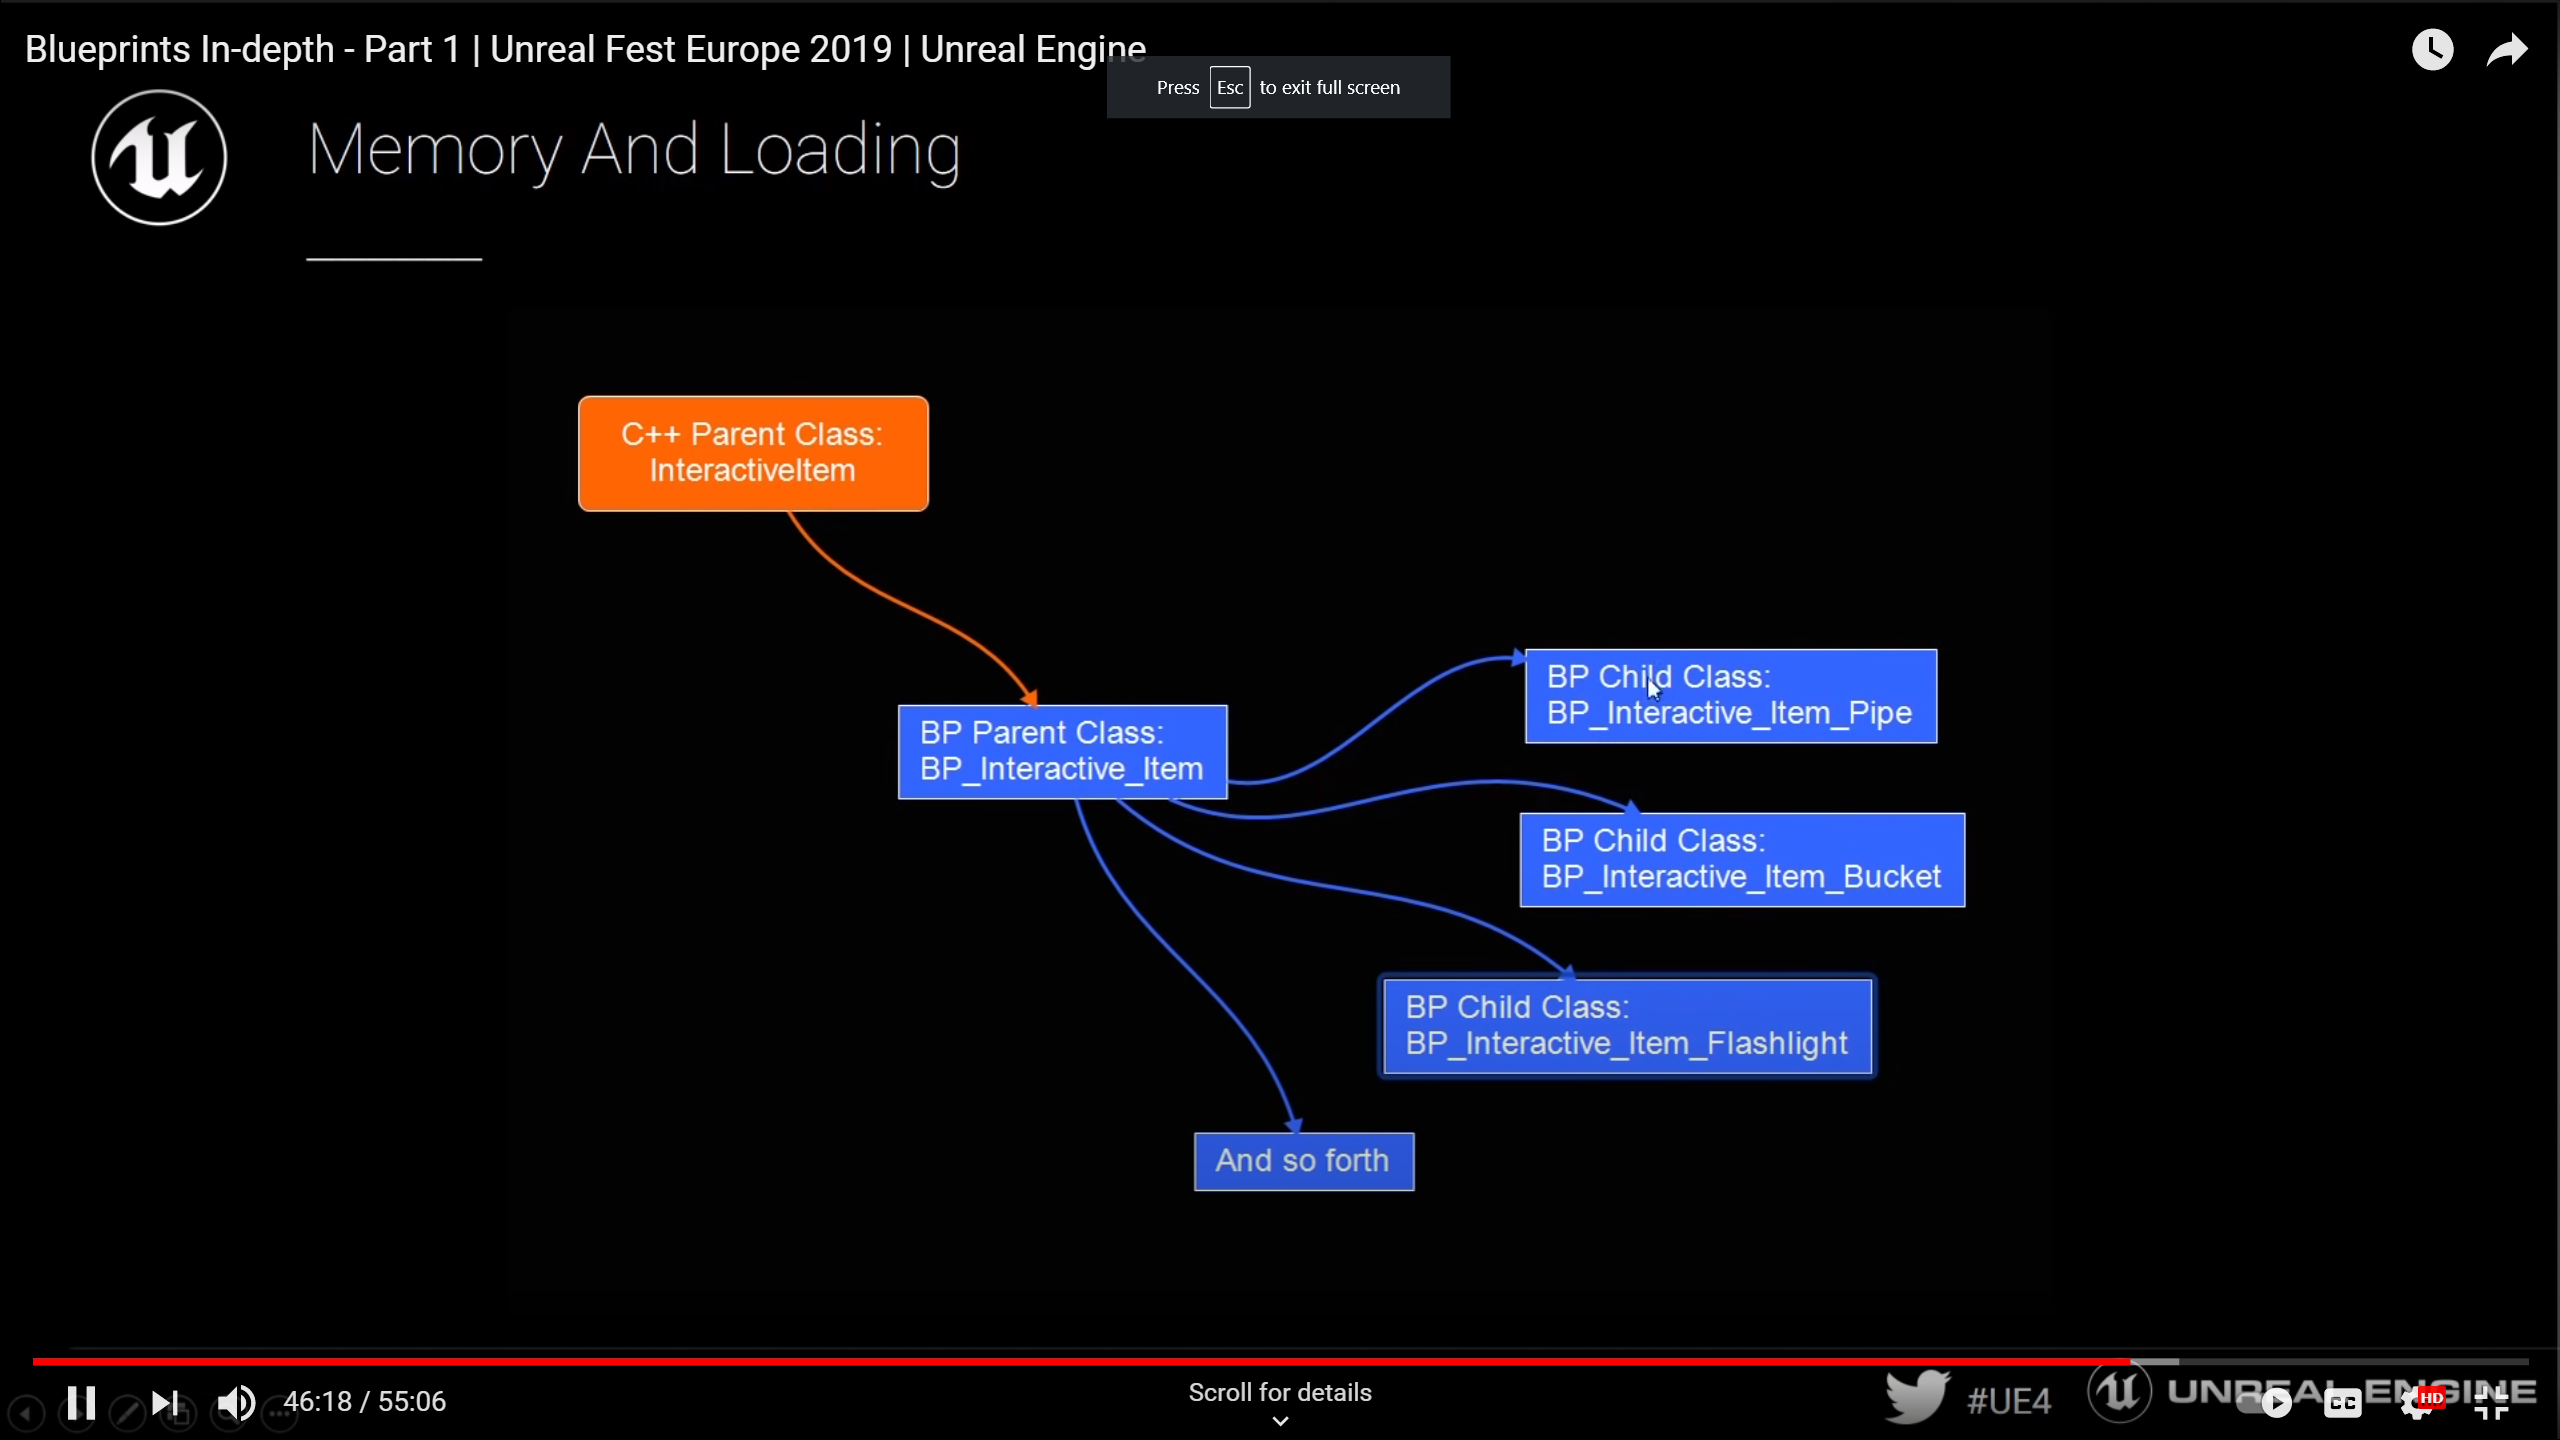 Blueprints In-depth - Part 1 | Unreal Fest Europe 2019 | Unreal Engine
Press Esc to exit full screen
Memory And Loading
C++ Parent Class:
InteractiveItem
BP Parent Class:
BP_Interactive_Item
BP Child Class:
BP_Interactive_Item_Pipe
BP Child Class:
BP_Interactive_Item_Bucket
BP Child Class:
BP_Interactive_Item_Flashlight
And so forth
46:18 / 55:06
Scroll for details
#UE4
UNREAL ENGINE
CC
HD